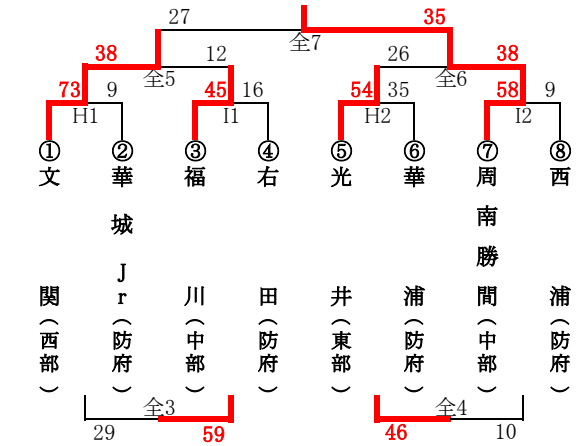 27
35
全7
38
12
26
38
全5
全6
73
9
45
16
54
35
58
9
H1
I1
H2
I2
①
②
③
④
⑤
⑥
⑦
⑧
文関(西部)
華城Jr(防府)
福川(中部)
右田(防府)
光井(東部)
華浦(防府)
周南勝間(中部)
西浦(防府)
全3
全4
29
59
46
10